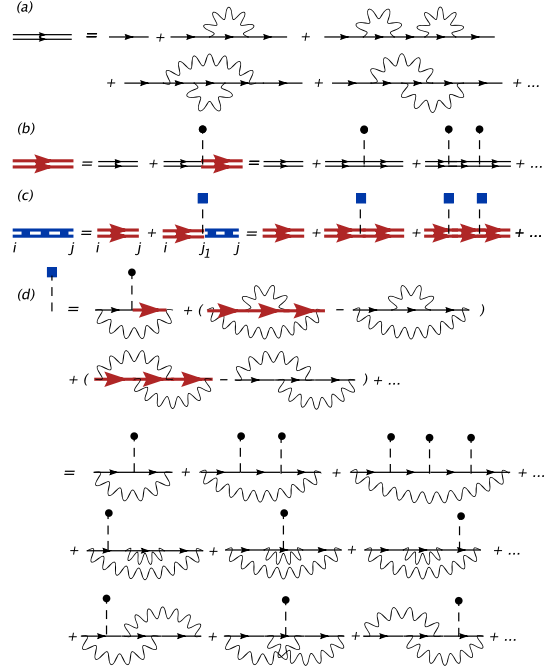 (a)
= + +
+ + + ...
(b)
= + = + + + ...
(c)
= + = + + + ...
i j i j i j₁ j
(d)
= + ( − )
+ ( − ) + ...
= + + + ...
+ + + + ...
+ + + + ...